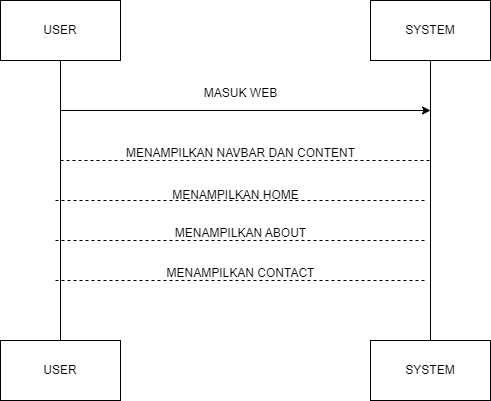 USER
SYSTEM
MASUK WEB
MENAMPILKAN NAVBAR DAN CONTENT
MENAMPILKAN HOME
MENAMPILKAN ABOUT
MENAMPILKAN CONTACT
USER
SYSTEM